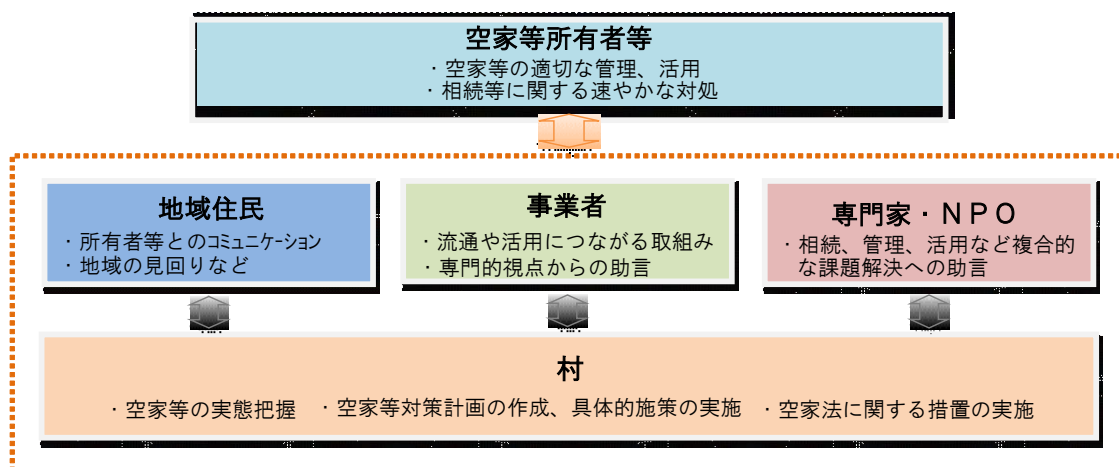 空家等所有者等
・空家等の適切な管理、活用
・相続等に関する速やかな対処
地域住民
・所有者等とのｺﾐｭﾆｹｰｼｮﾝ
・地域の見回りなど
事業者
・流通や活用につながる取組み
・専門的視点からの助言
専門家・ＮＰＯ
・相続、管理、活用など複合的
な課題解決への助言
村
・空家等の実態把握 ・空家等対策計画の作成、具体的施策の実施 ・空家法に関する措置の実施